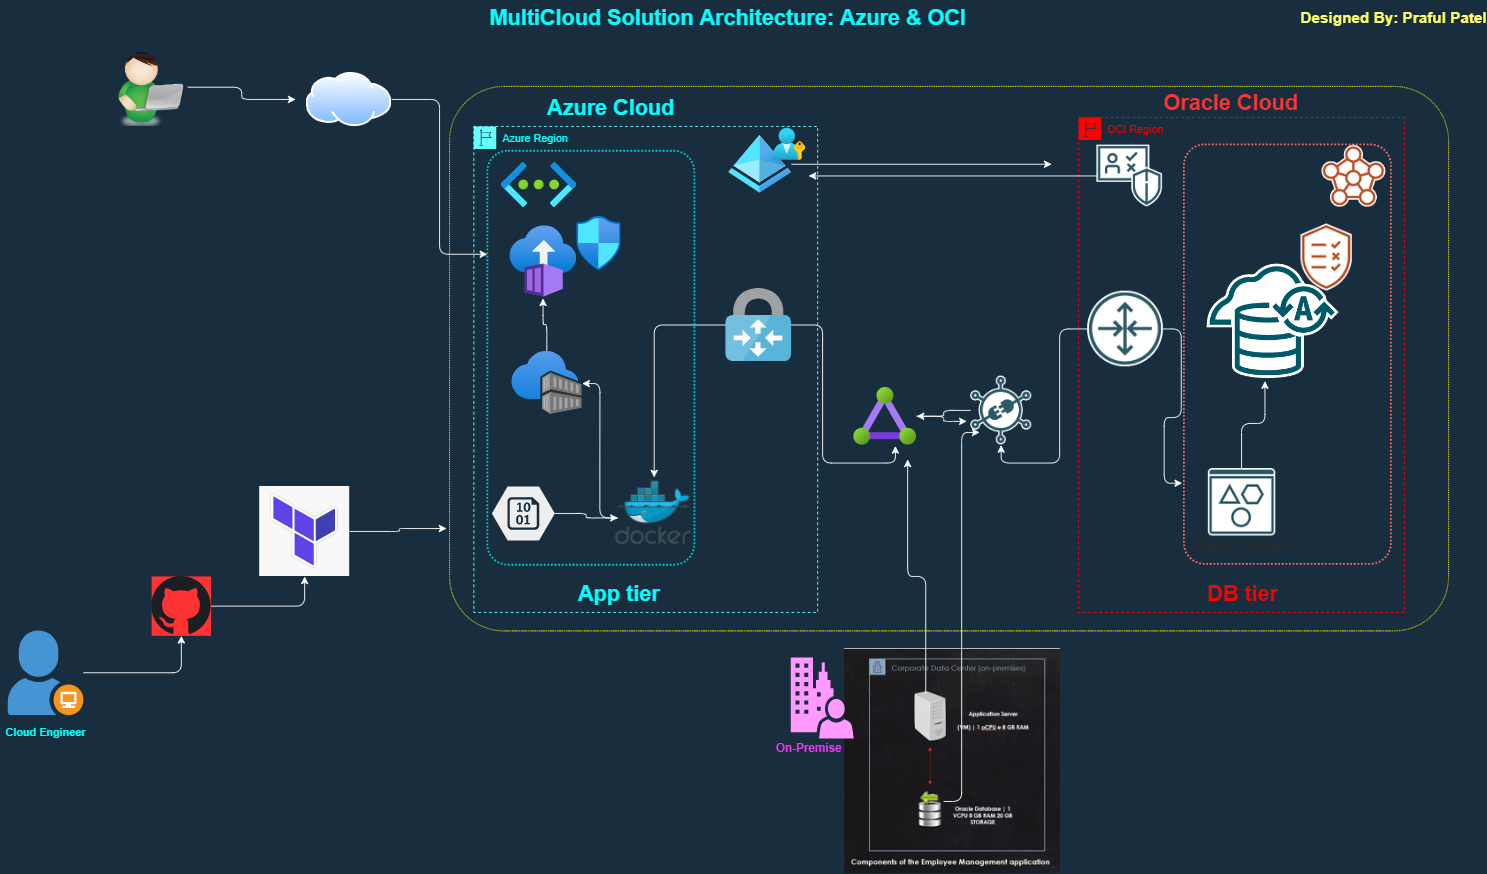 MultiCloud Solution Architecture: Azure & OCI
Designed By: Praful Patel
Azure Cloud
Oracle Cloud
Azure Region
OCI Region
A
10
01
docker
App tier
DB tier
Cloud Engineer
On-Premise
Corporate Data Center (on-premises)
Application Server
(VM) | 1 oCPU e 8 GB RAM
Oracle Database | 1
VCPU 8 GB RAM 20 GB
STORAGE
Components of the Employee Management application